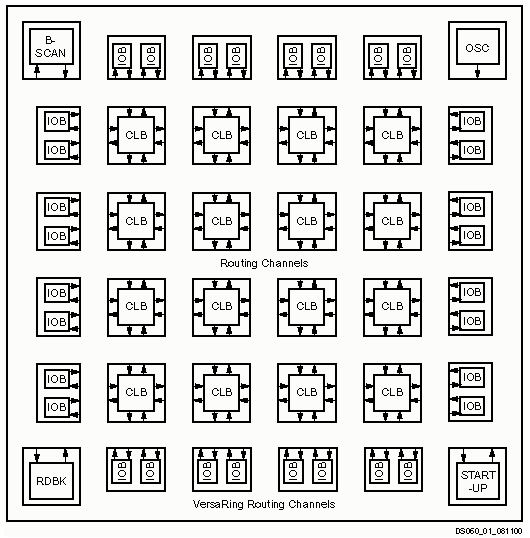 B-
SCAN
IOB IOB IOB IOB IOB IOB IOB IOB
OSC
IOB CLB CLB CLB CLB IOB
IOB IOB
IOB CLB CLB CLB CLB IOB
IOB IOB
Routing Channels
IOB CLB CLB CLB CLB IOB
IOB IOB
IOB CLB CLB CLB CLB IOB
IOB IOB
RDBK
IOB IOB IOB IOB IOB IOB IOB IOB
START
-UP
VersaRing Routing Channels
DS060_01_081100